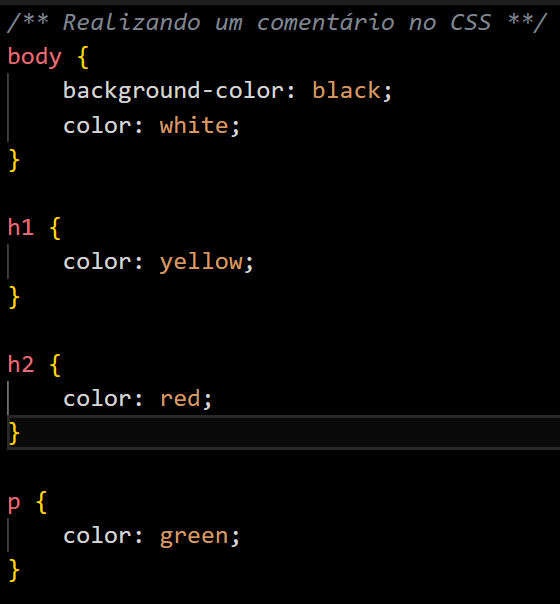 /** Realizando um comentário no CSS **/
body {
    background-color: black;
    color: white;
}

h1 {
    color: yellow;
}

h2 {
    color: red;
}

p {
    color: green;
}